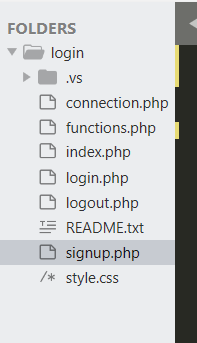 FOLDERS
login
.vs
connection.php
functions.php
index.php
login.php
logout.php
README.txt
signup.php
/* style.css